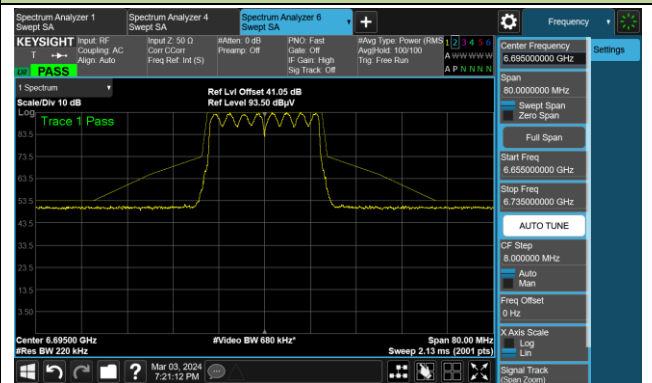 Spectrum Analyzer 1
Swept SA
Spectrum Analyzer 4
Swept SA
Spectrum Analyzer 6
Swept SA
Frequency
KEYSIGHT
Input: RF
Coupling: AC
Align: Auto
Input Z: 50 Ω
Corr CCorr
Freq Ref: Int (S)
#Atten: 0 dB
Preamp: Off
PNO: Fast
Gate: Off
IF Gain: High
Sig Track: Off
#Avg Type: Power (RMS
Avg|Hold: 100/100
Trig: Free Run
1 2 3 4 5 6
A W W W W W
A P N N N N
PASS
1 Spectrum
Scale/Div 10 dB
Ref Lvl Offset 41.05 dB
Ref Level 93.50 dBµV
Log
Trace 1 Pass
83.5
73.5
63.5
53.5
43.5
33.5
23.5
13.5
3.50
Center 6.69500 GHz
#Res BW 220 kHz
#Video BW 680 kHz*
Span 80.00 MHz
Sweep 2.13 ms (2001 pts)
Mar 03, 2024
7:21:12 PM
Center Frequency
6.695000000 GHz
Settings
Span
80.0000000 MHz
Swept Span
Zero Span
Full Span
Start Freq
6.655000000 GHz
Stop Freq
6.735000000 GHz
AUTO TUNE
CF Step
8.000000 MHz
Auto
Man
Freq Offset
0 Hz
X Axis Scale
Log
Lin
Signal Track
(Span Zoom)